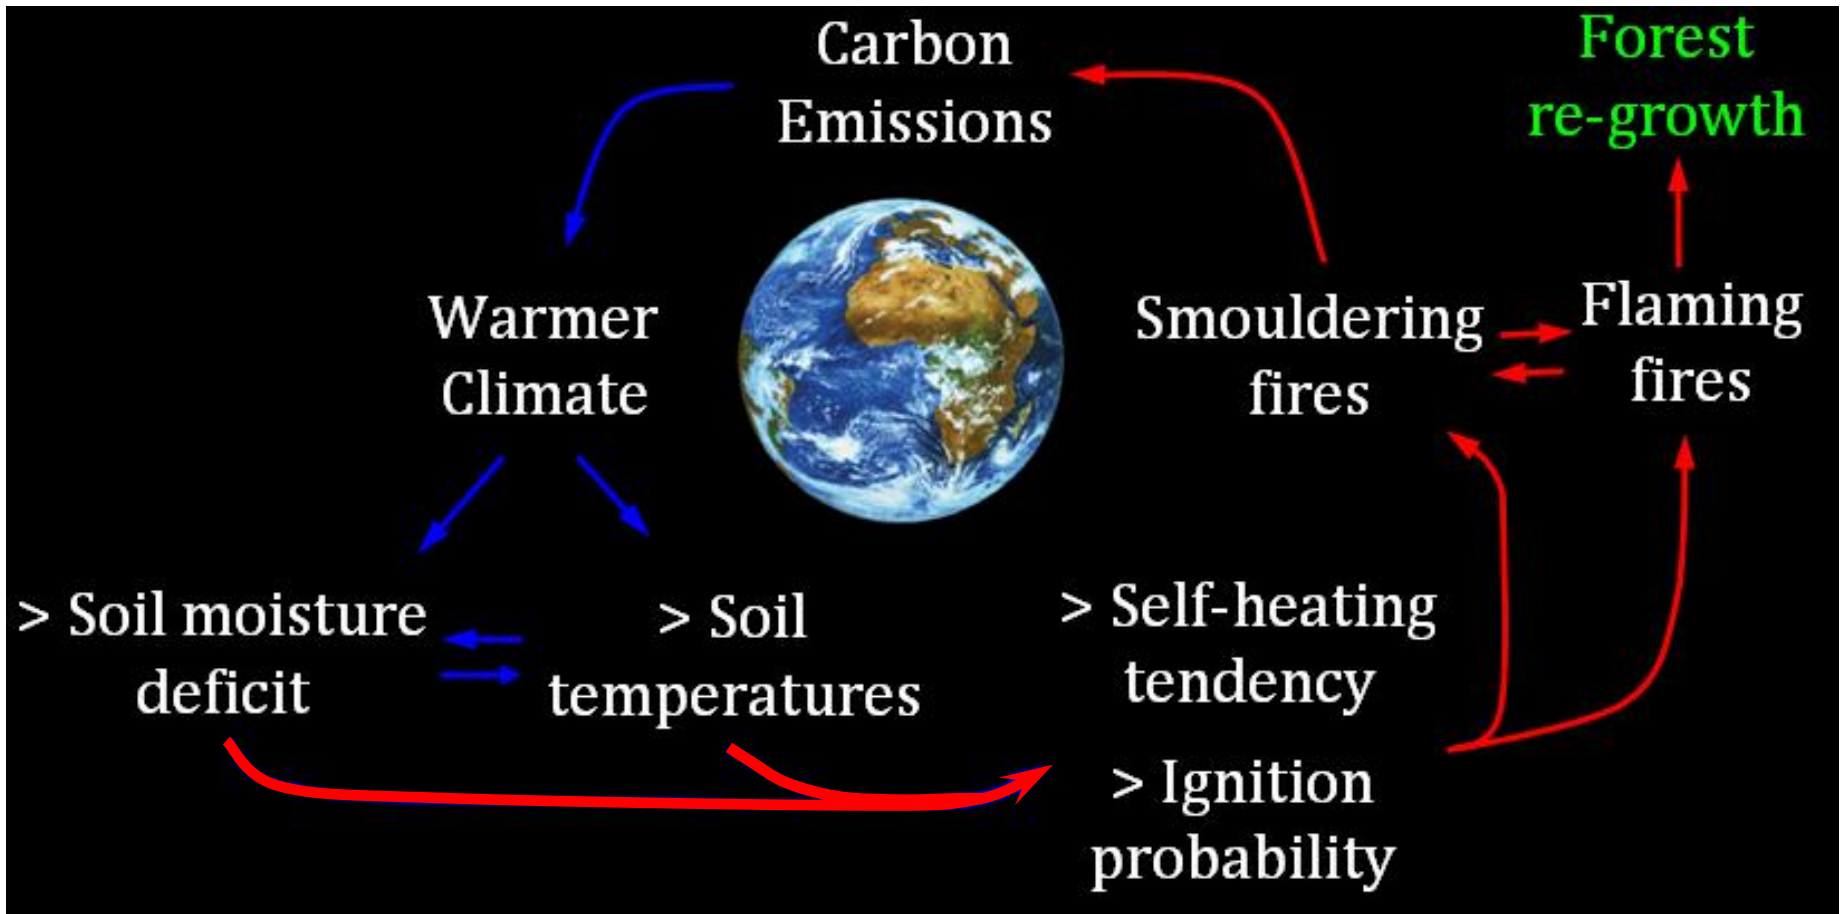 Carbon
Emissions
Forest
re-growth
Warmer
Climate
Smouldering
fires
Flaming
fires
> Soil moisture
deficit
> Soil
temperatures
> Self-heating
tendency
> Ignition
probability